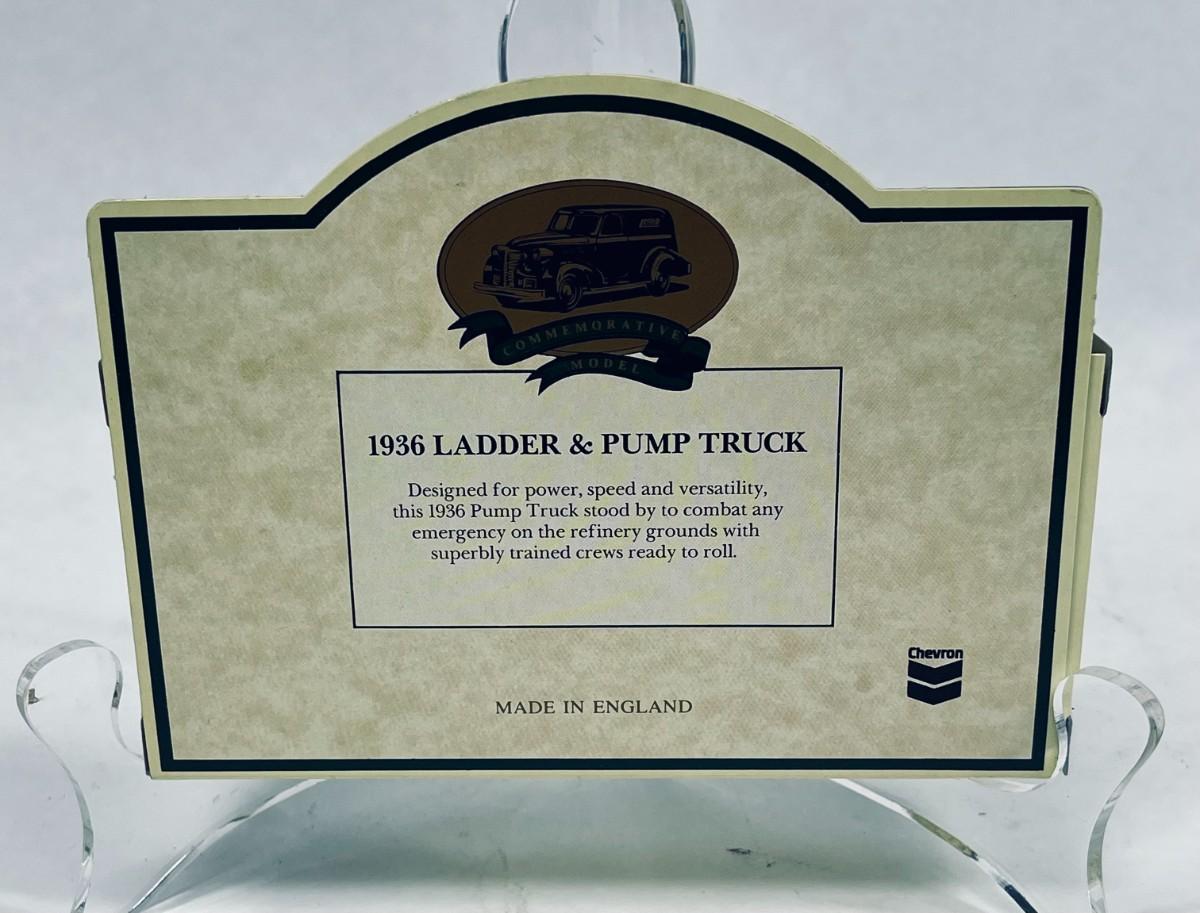 COMMEMORATIVE
MODEL
1936 LADDER & PUMP TRUCK
Designed for power, speed and versatility,
this 1936 Pump Truck stood by to combat any
emergency on the refinery grounds with
superbly trained crews ready to roll.
Chevron
MADE IN ENGLAND